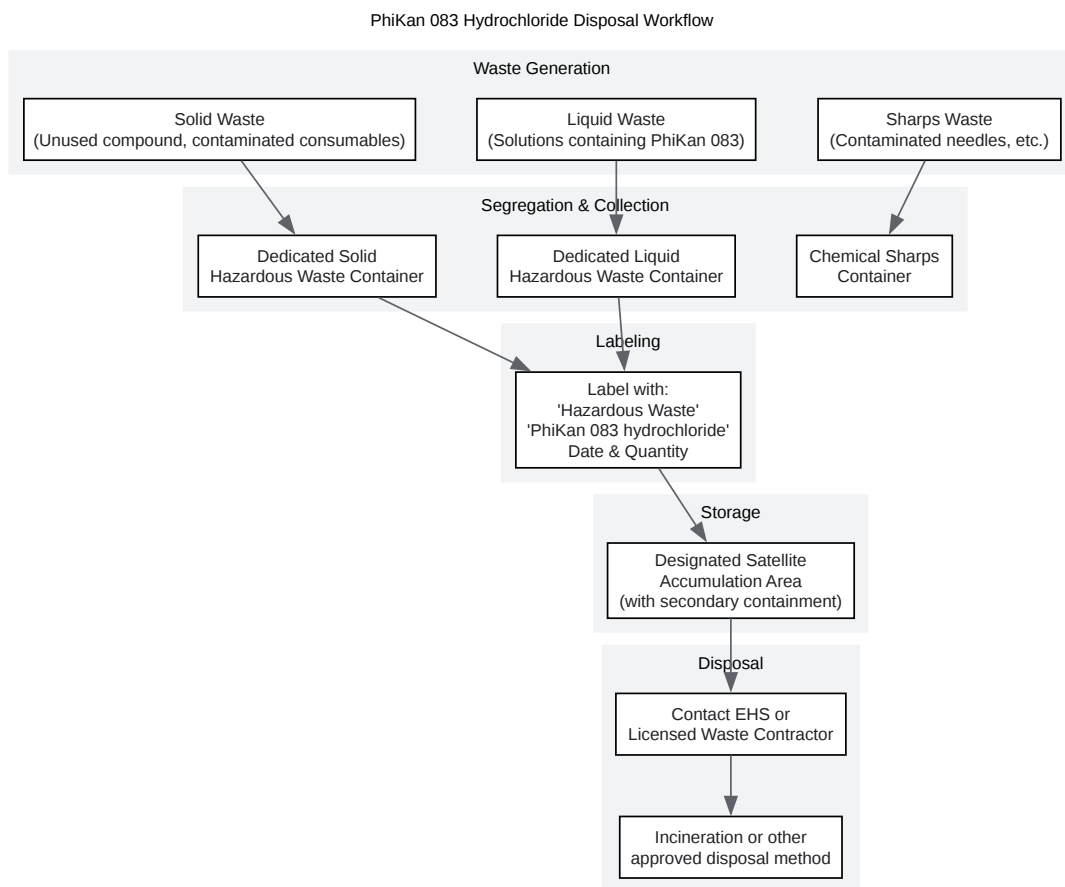 PhiKan 083 Hydrochloride Disposal Workflow
Waste Generation
Solid Waste
(Unused compound, contaminated consumables)
Liquid Waste
(Solutions containing PhiKan 083)
Sharps Waste
(Contaminated needles, etc.)
Segregation & Collection
Dedicated Solid
Hazardous Waste Container
Dedicated Liquid
Hazardous Waste Container
Chemical Sharps
Container
Labeling
Label with:
'Hazardous Waste'
'PhiKan 083 hydrochloride'
Date & Quantity
Storage
Designated Satellite
Accumulation Area
(with secondary containment)
Disposal
Contact EHS or
Licensed Waste Contractor
Incineration or other
approved disposal method